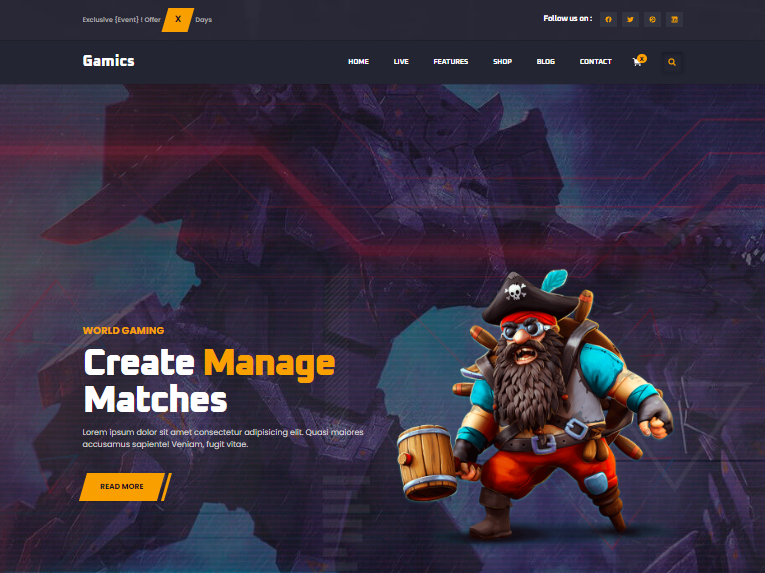 Exclusive {Event} ! Offer X Days
Follow us on :
Gamics
HOME LIVE FEATURES SHOP BLOG CONTACT
WORLD GAMING
Create Manage
Matches
Lorem ipsum dolor sit amet consectetur adipisicing elit. Quasi maiores
accusamus sapiente! Veniam, fugit vitae.
READ MORE